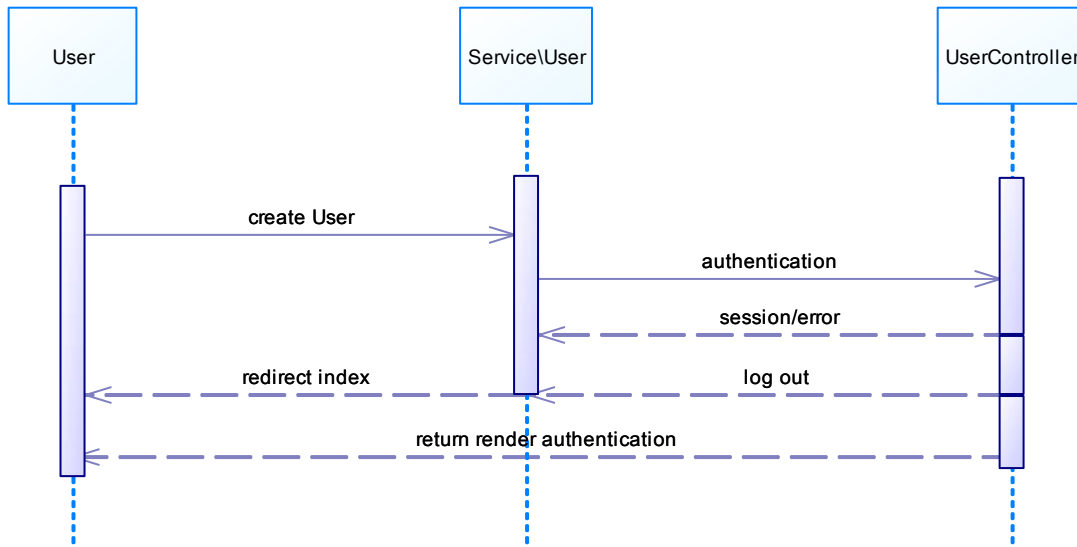 User
Service\User
UserController
create User
authentication
session/error
redirect index
log out
return render authentication